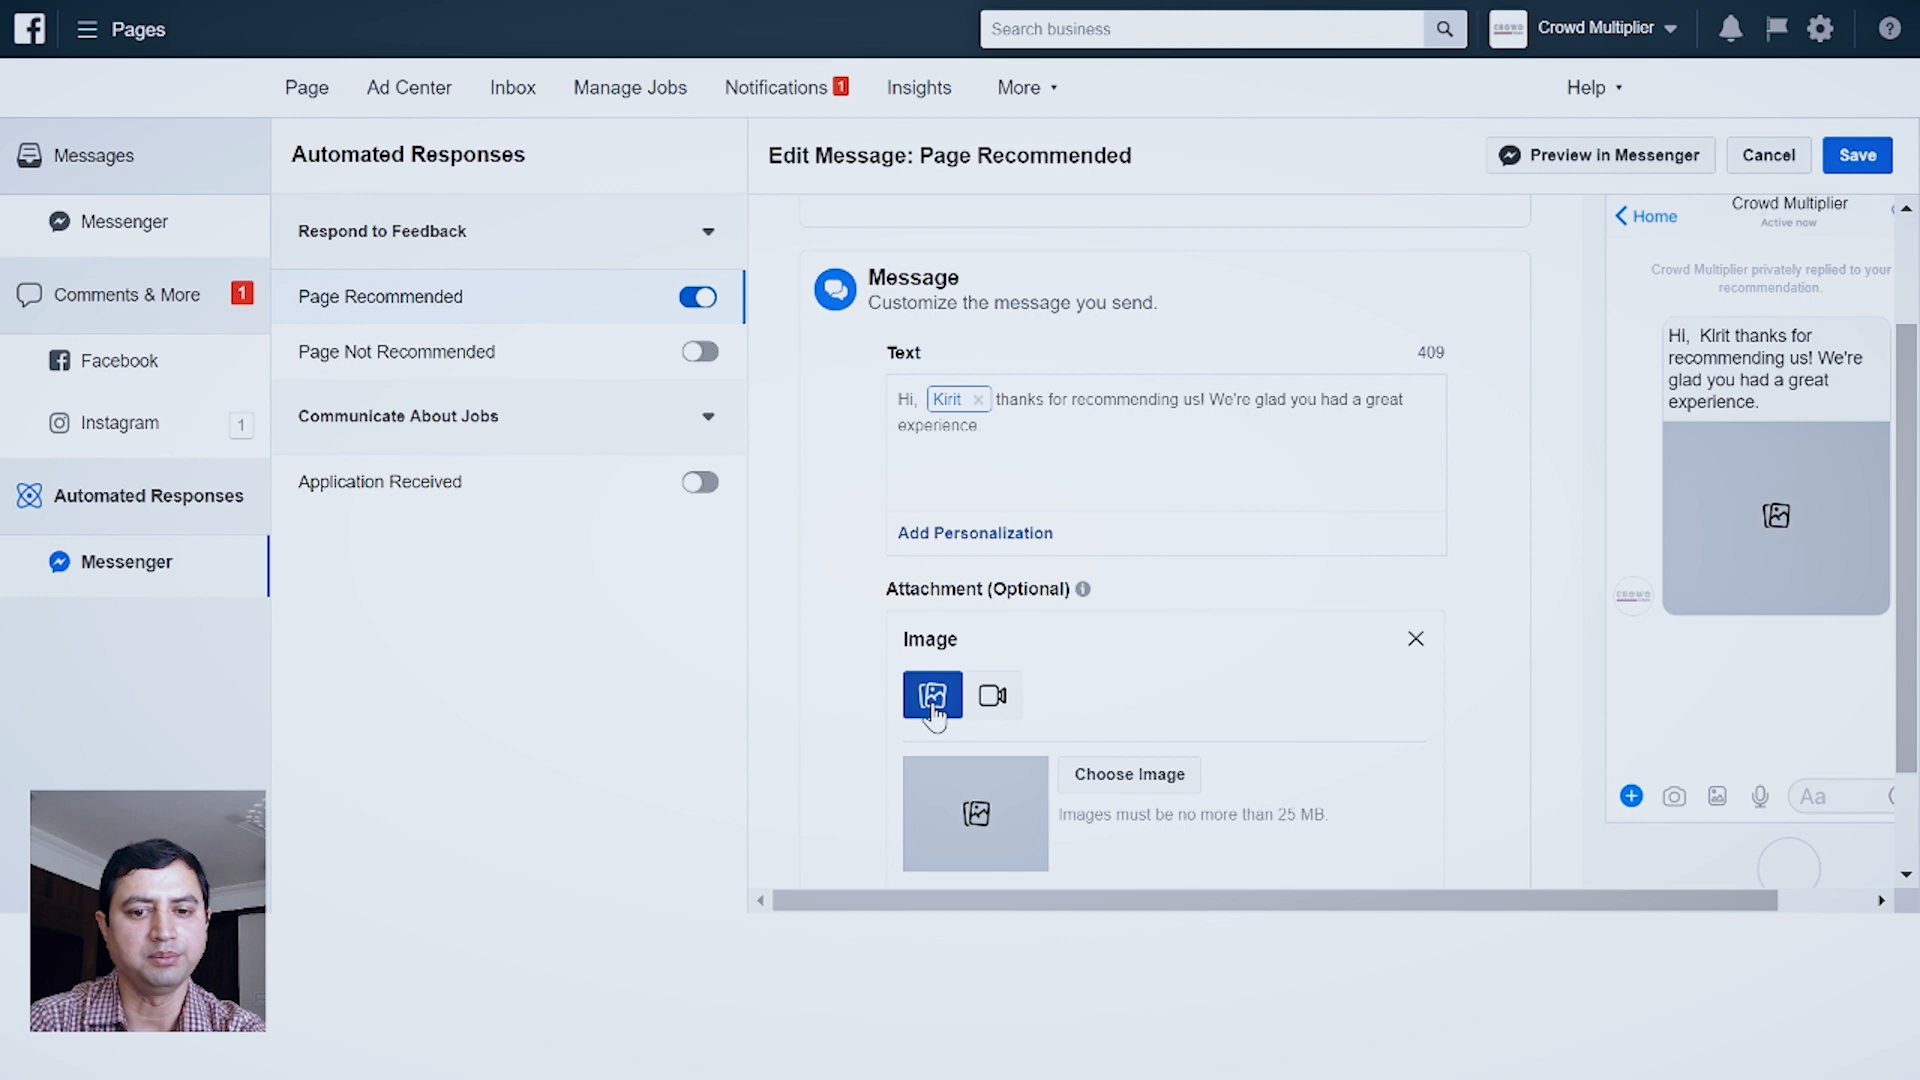 Pages
Search business
Crowd Multiplier
Page
Ad Center
Inbox
Manage Jobs
Notifications 1
Insights
More
Help
Messages
Messenger
Comments & More 1
Facebook
Instagram 1
Automated Responses
Messenger
Automated Responses
Respond to Feedback
Page Recommended
Page Not Recommended
Communicate About Jobs
Application Received
Edit Message: Page Recommended
Preview in Messenger
Cancel
Save
Message
Customize the message you send.
Text 409
Hi, Kirit × thanks for recommending us! We're glad you had a great
experience
Add Personalization
Attachment (Optional)
Image
Choose Image
Images must be no more than 25 MB.
Home
Crowd Multiplier
Active now
Crowd Multiplier privately replied to your
recommendation.
Hi, Kirit thanks for
recommending us! We're
glad you had a great
experience.
CROWD
Aa